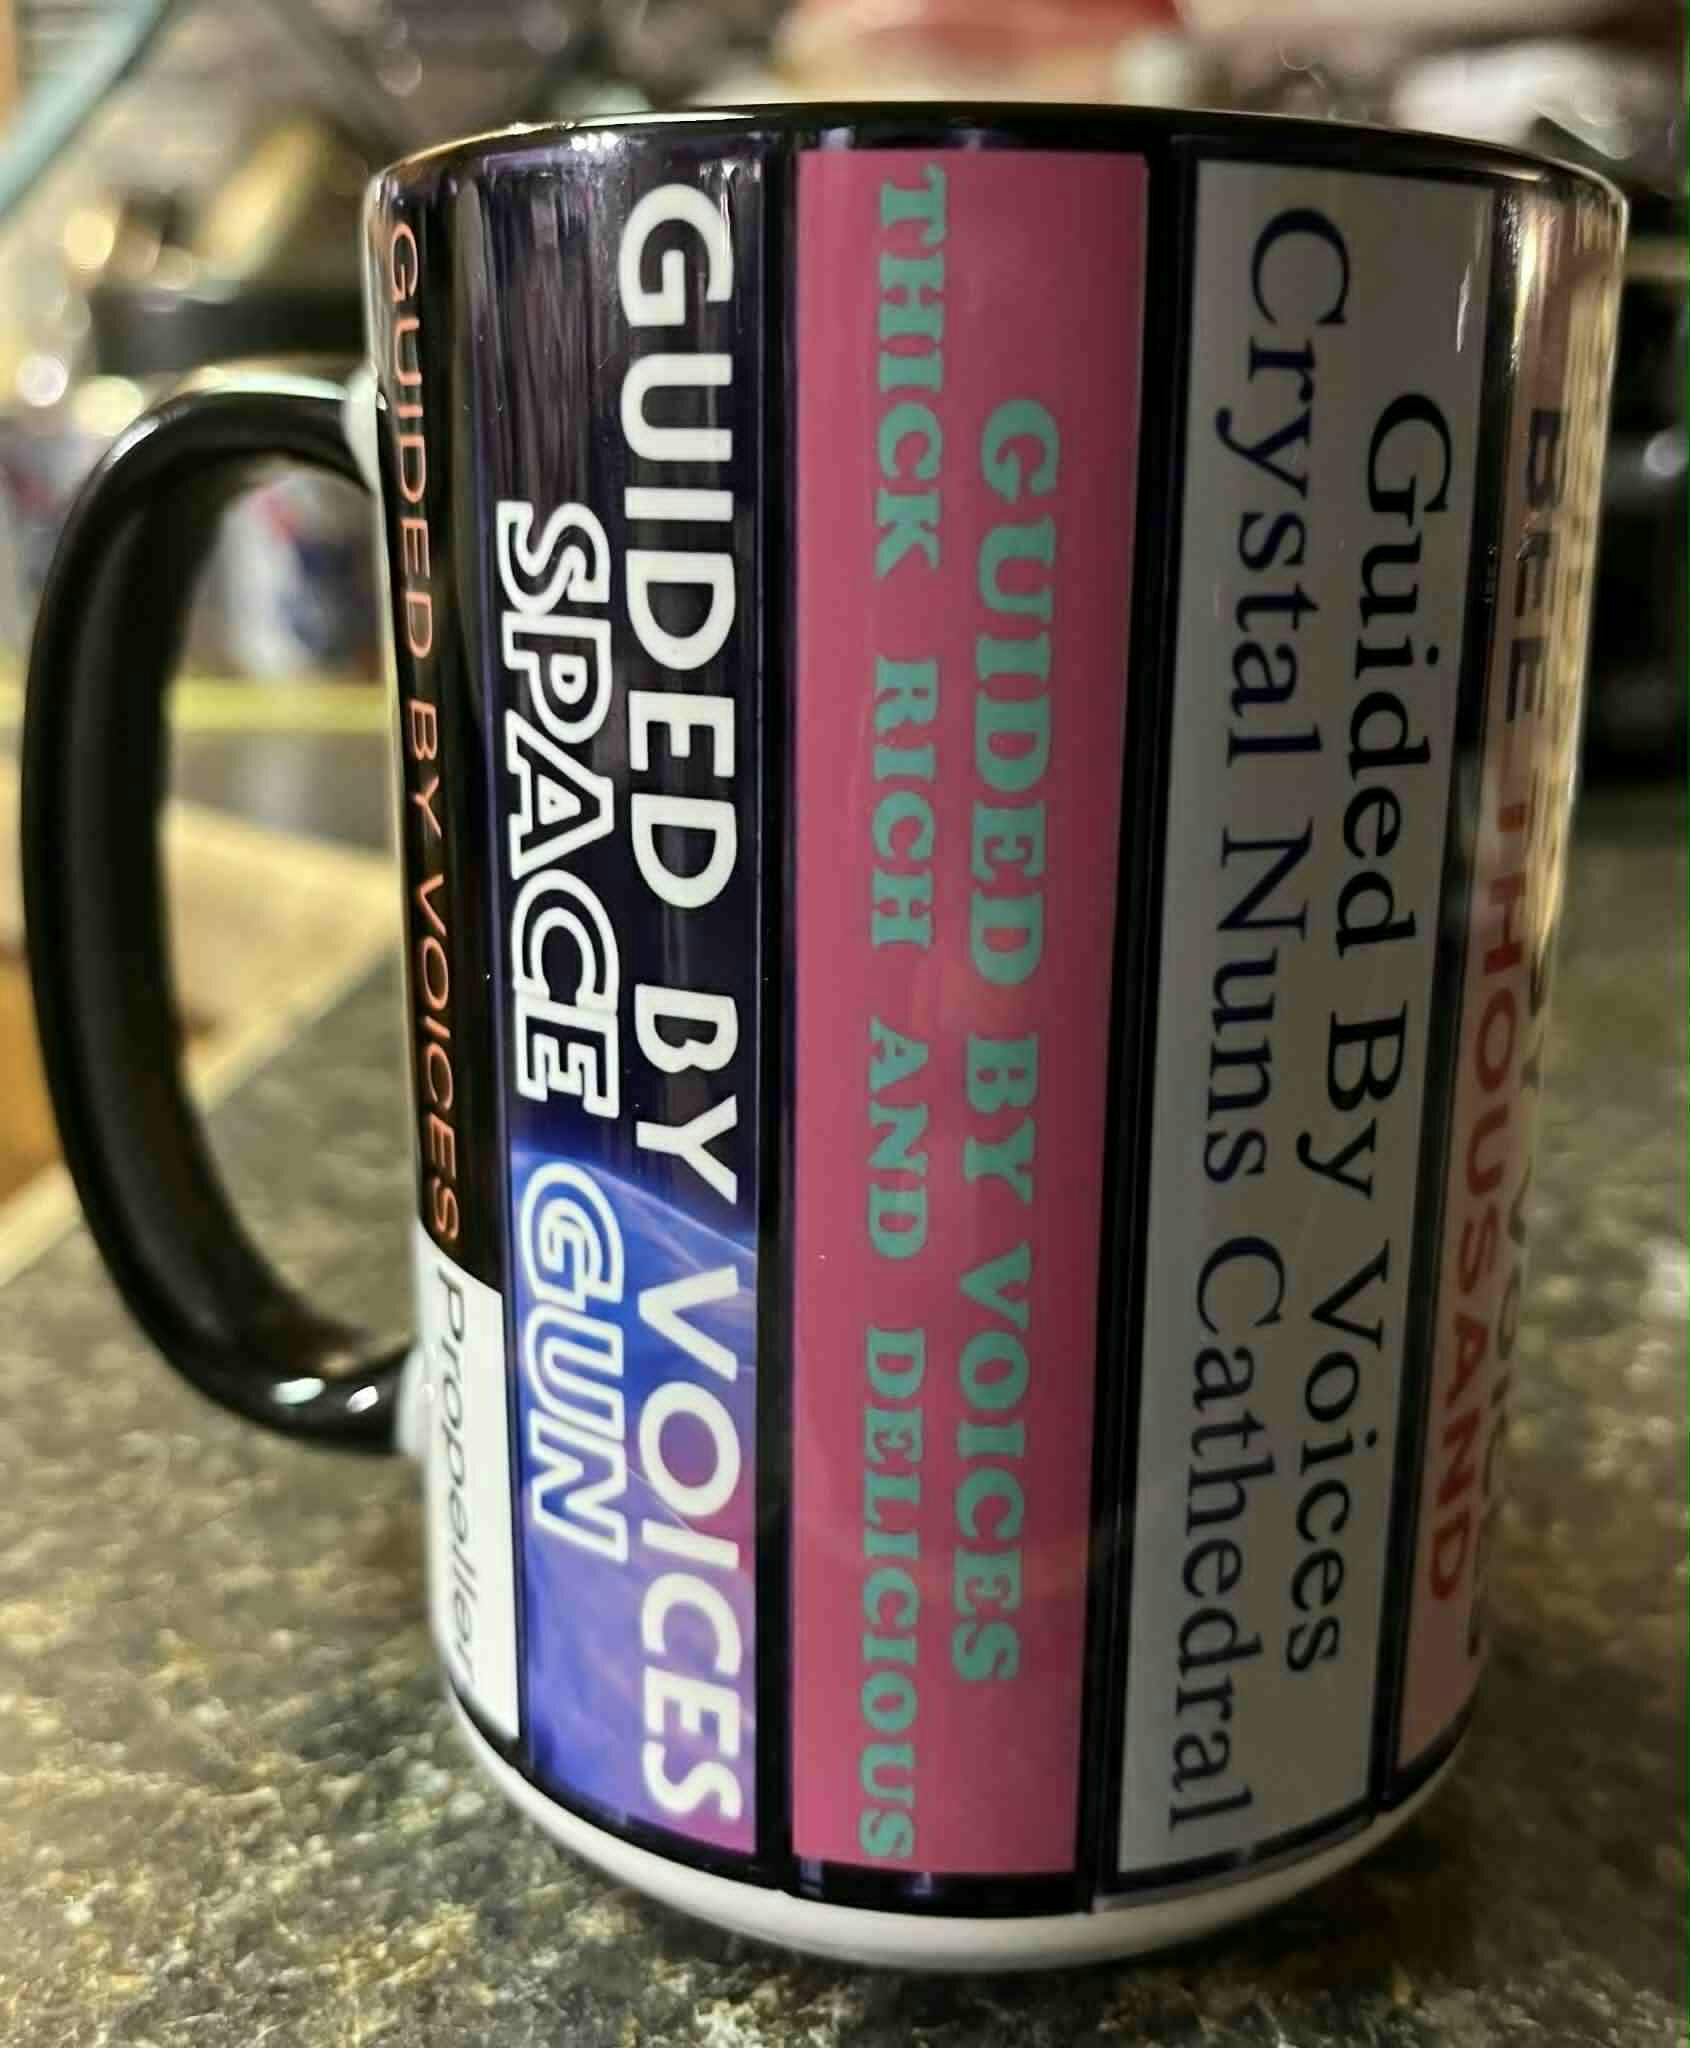 GUIDED BY VOICES Propeller
GUIDED BY VOICES
SPACE GUN
GUIDED BY VOICES
THICK RICH AND DELICIOUS
Guided By Voices
Crystal Nuns Cathedral
BEE THOUSAND